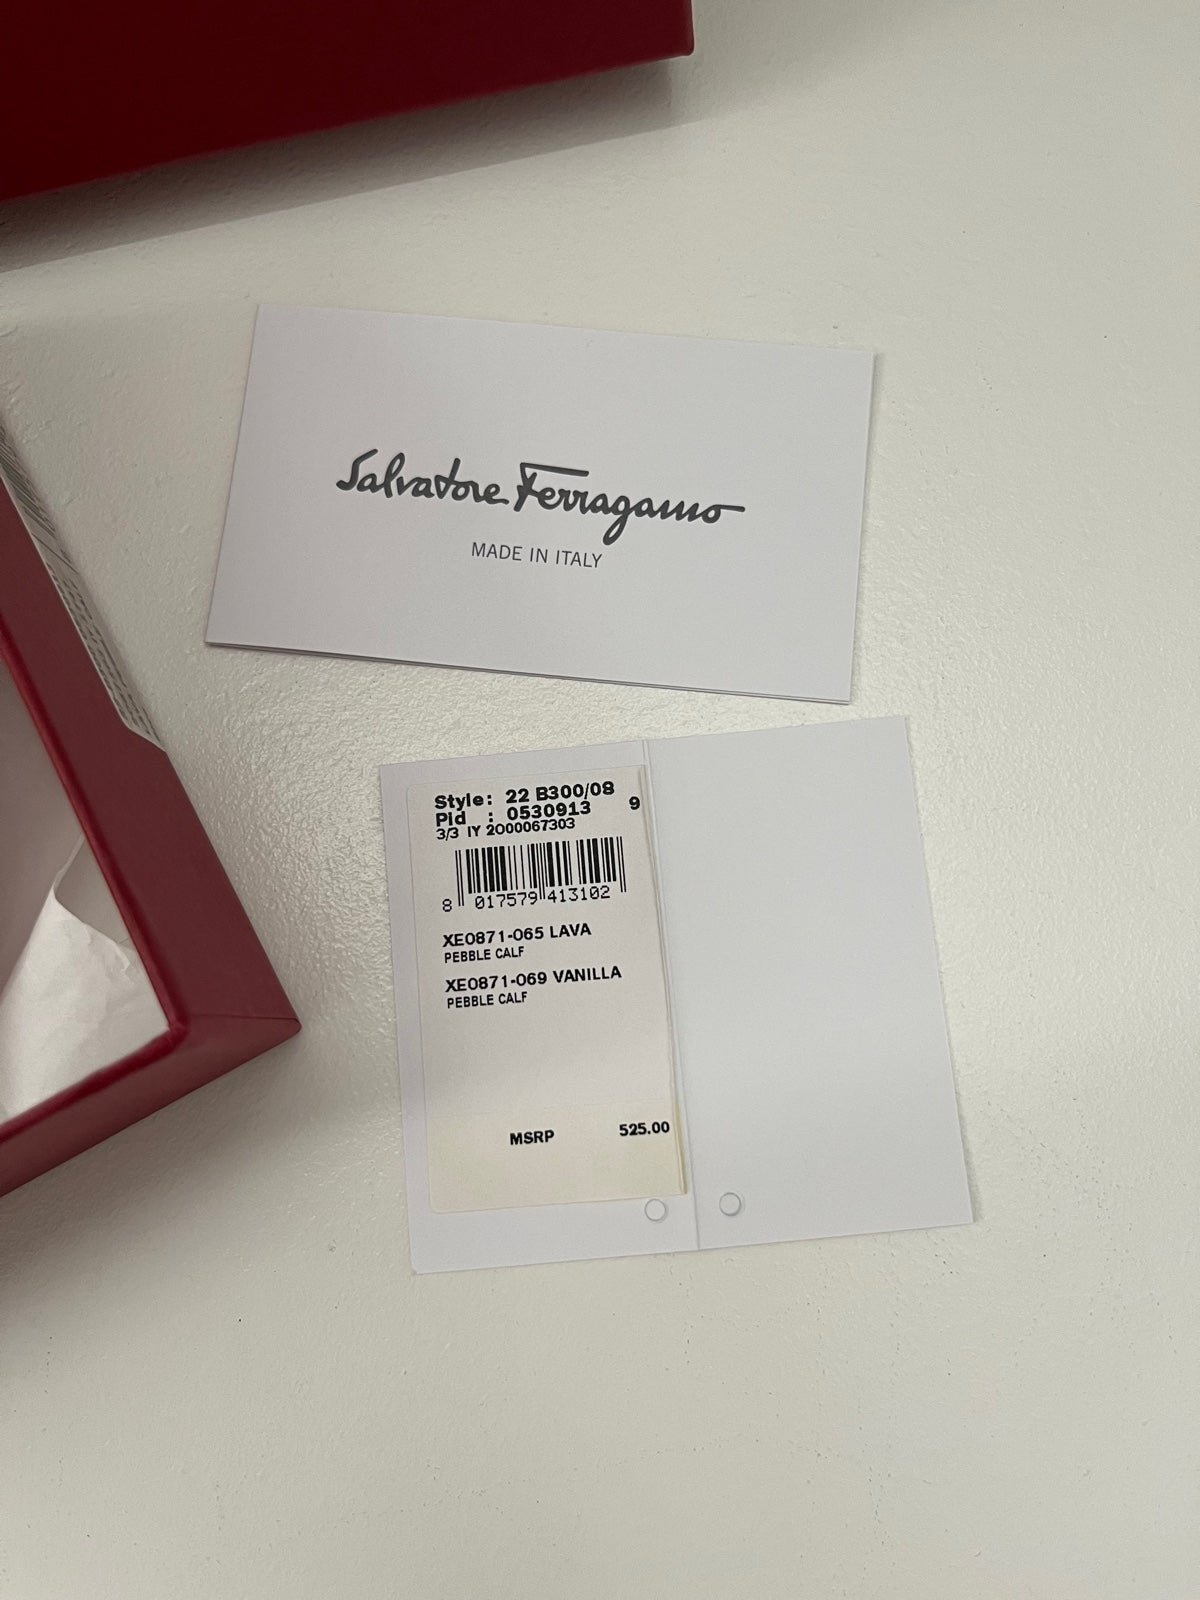 Salvatore Ferragamo
MADE IN ITALY
Style: 22 B300/08
Pid : 0530913 9
3/3 IY 2000067303
8 017579 413102
XE0871-065 LAVA
PEBBLE CALF
XE0871-069 VANILLA
PEBBLE CALF
MSRP 525.00